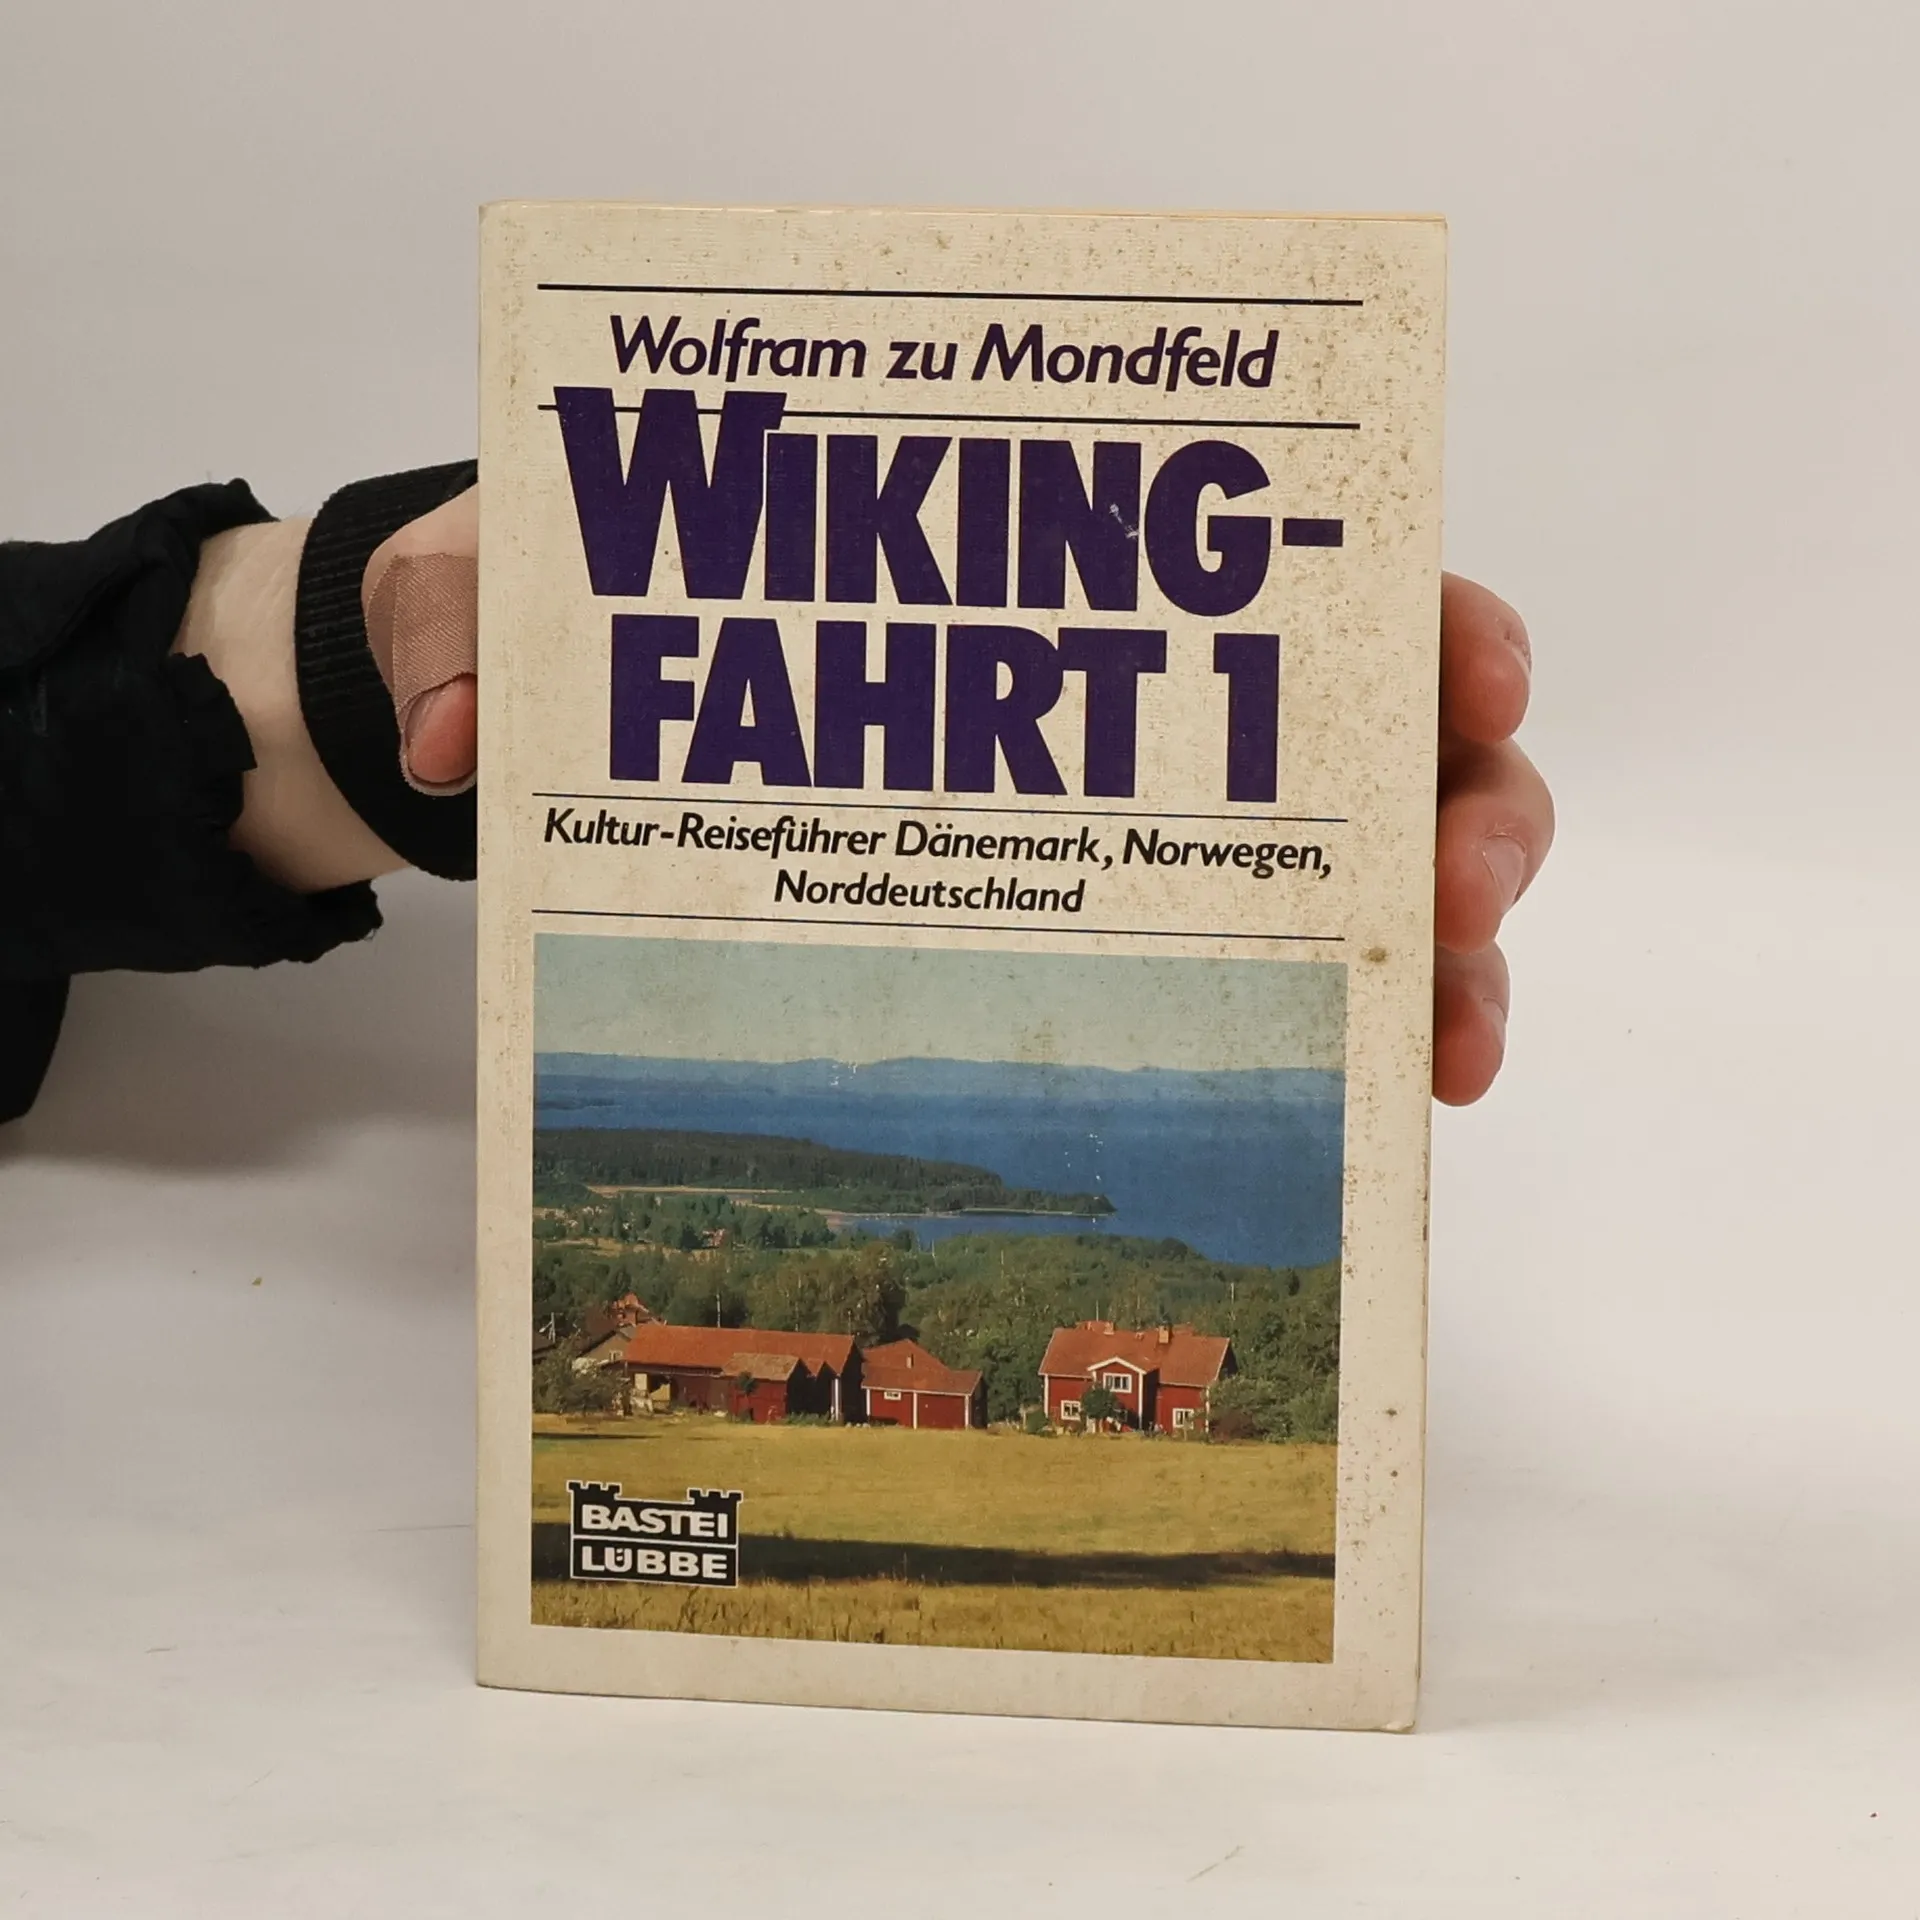 Wolfram zu Mondfeld
WIKING-
FAHRT 1
Kultur-Reiseführer Dänemark, Norwegen,
Norddeutschland
BASTEI
LÜBBE